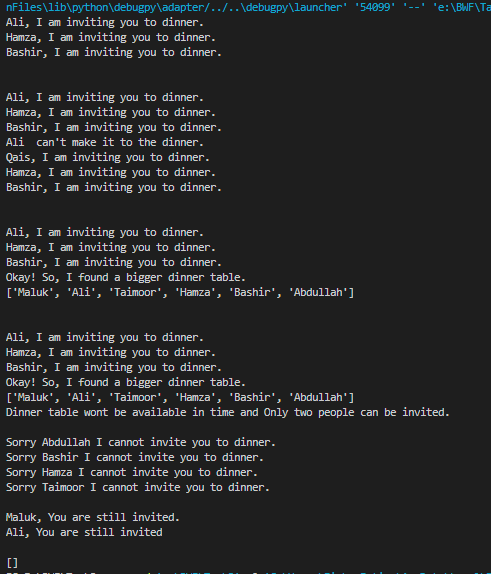 nFiles\lib\python\debugpy\adapter/../..\debugpy\launcher' '54099' '--' 'e:\BWF\Ta
Ali, I am inviting you to dinner.
Hamza, I am inviting you to dinner.
Bashir, I am inviting you to dinner.
Ali, I am inviting you to dinner.
Hamza, I am inviting you to dinner.
Bashir, I am inviting you to dinner.
Ali  can't make it to the dinner.
Qais, I am inviting you to dinner.
Hamza, I am inviting you to dinner.
Bashir, I am inviting you to dinner.
Ali, I am inviting you to dinner.
Hamza, I am inviting you to dinner.
Bashir, I am inviting you to dinner.
Okay! So, I found a bigger dinner table.
['Maluk', 'Ali', 'Taimoor', 'Hamza', 'Bashir', 'Abdullah']
Ali, I am inviting you to dinner.
Hamza, I am inviting you to dinner.
Bashir, I am inviting you to dinner.
Okay! So, I found a bigger dinner table.
['Maluk', 'Ali', 'Taimoor', 'Hamza', 'Bashir', 'Abdullah']
Dinner table wont be available in time and Only two people can be invited.
Sorry Abdullah I cannot invite you to dinner.
Sorry Bashir I cannot invite you to dinner.
Sorry Hamza I cannot invite you to dinner.
Sorry Taimoor I cannot invite you to dinner.
Maluk, You are still invited.
Ali, You are still invited
[]